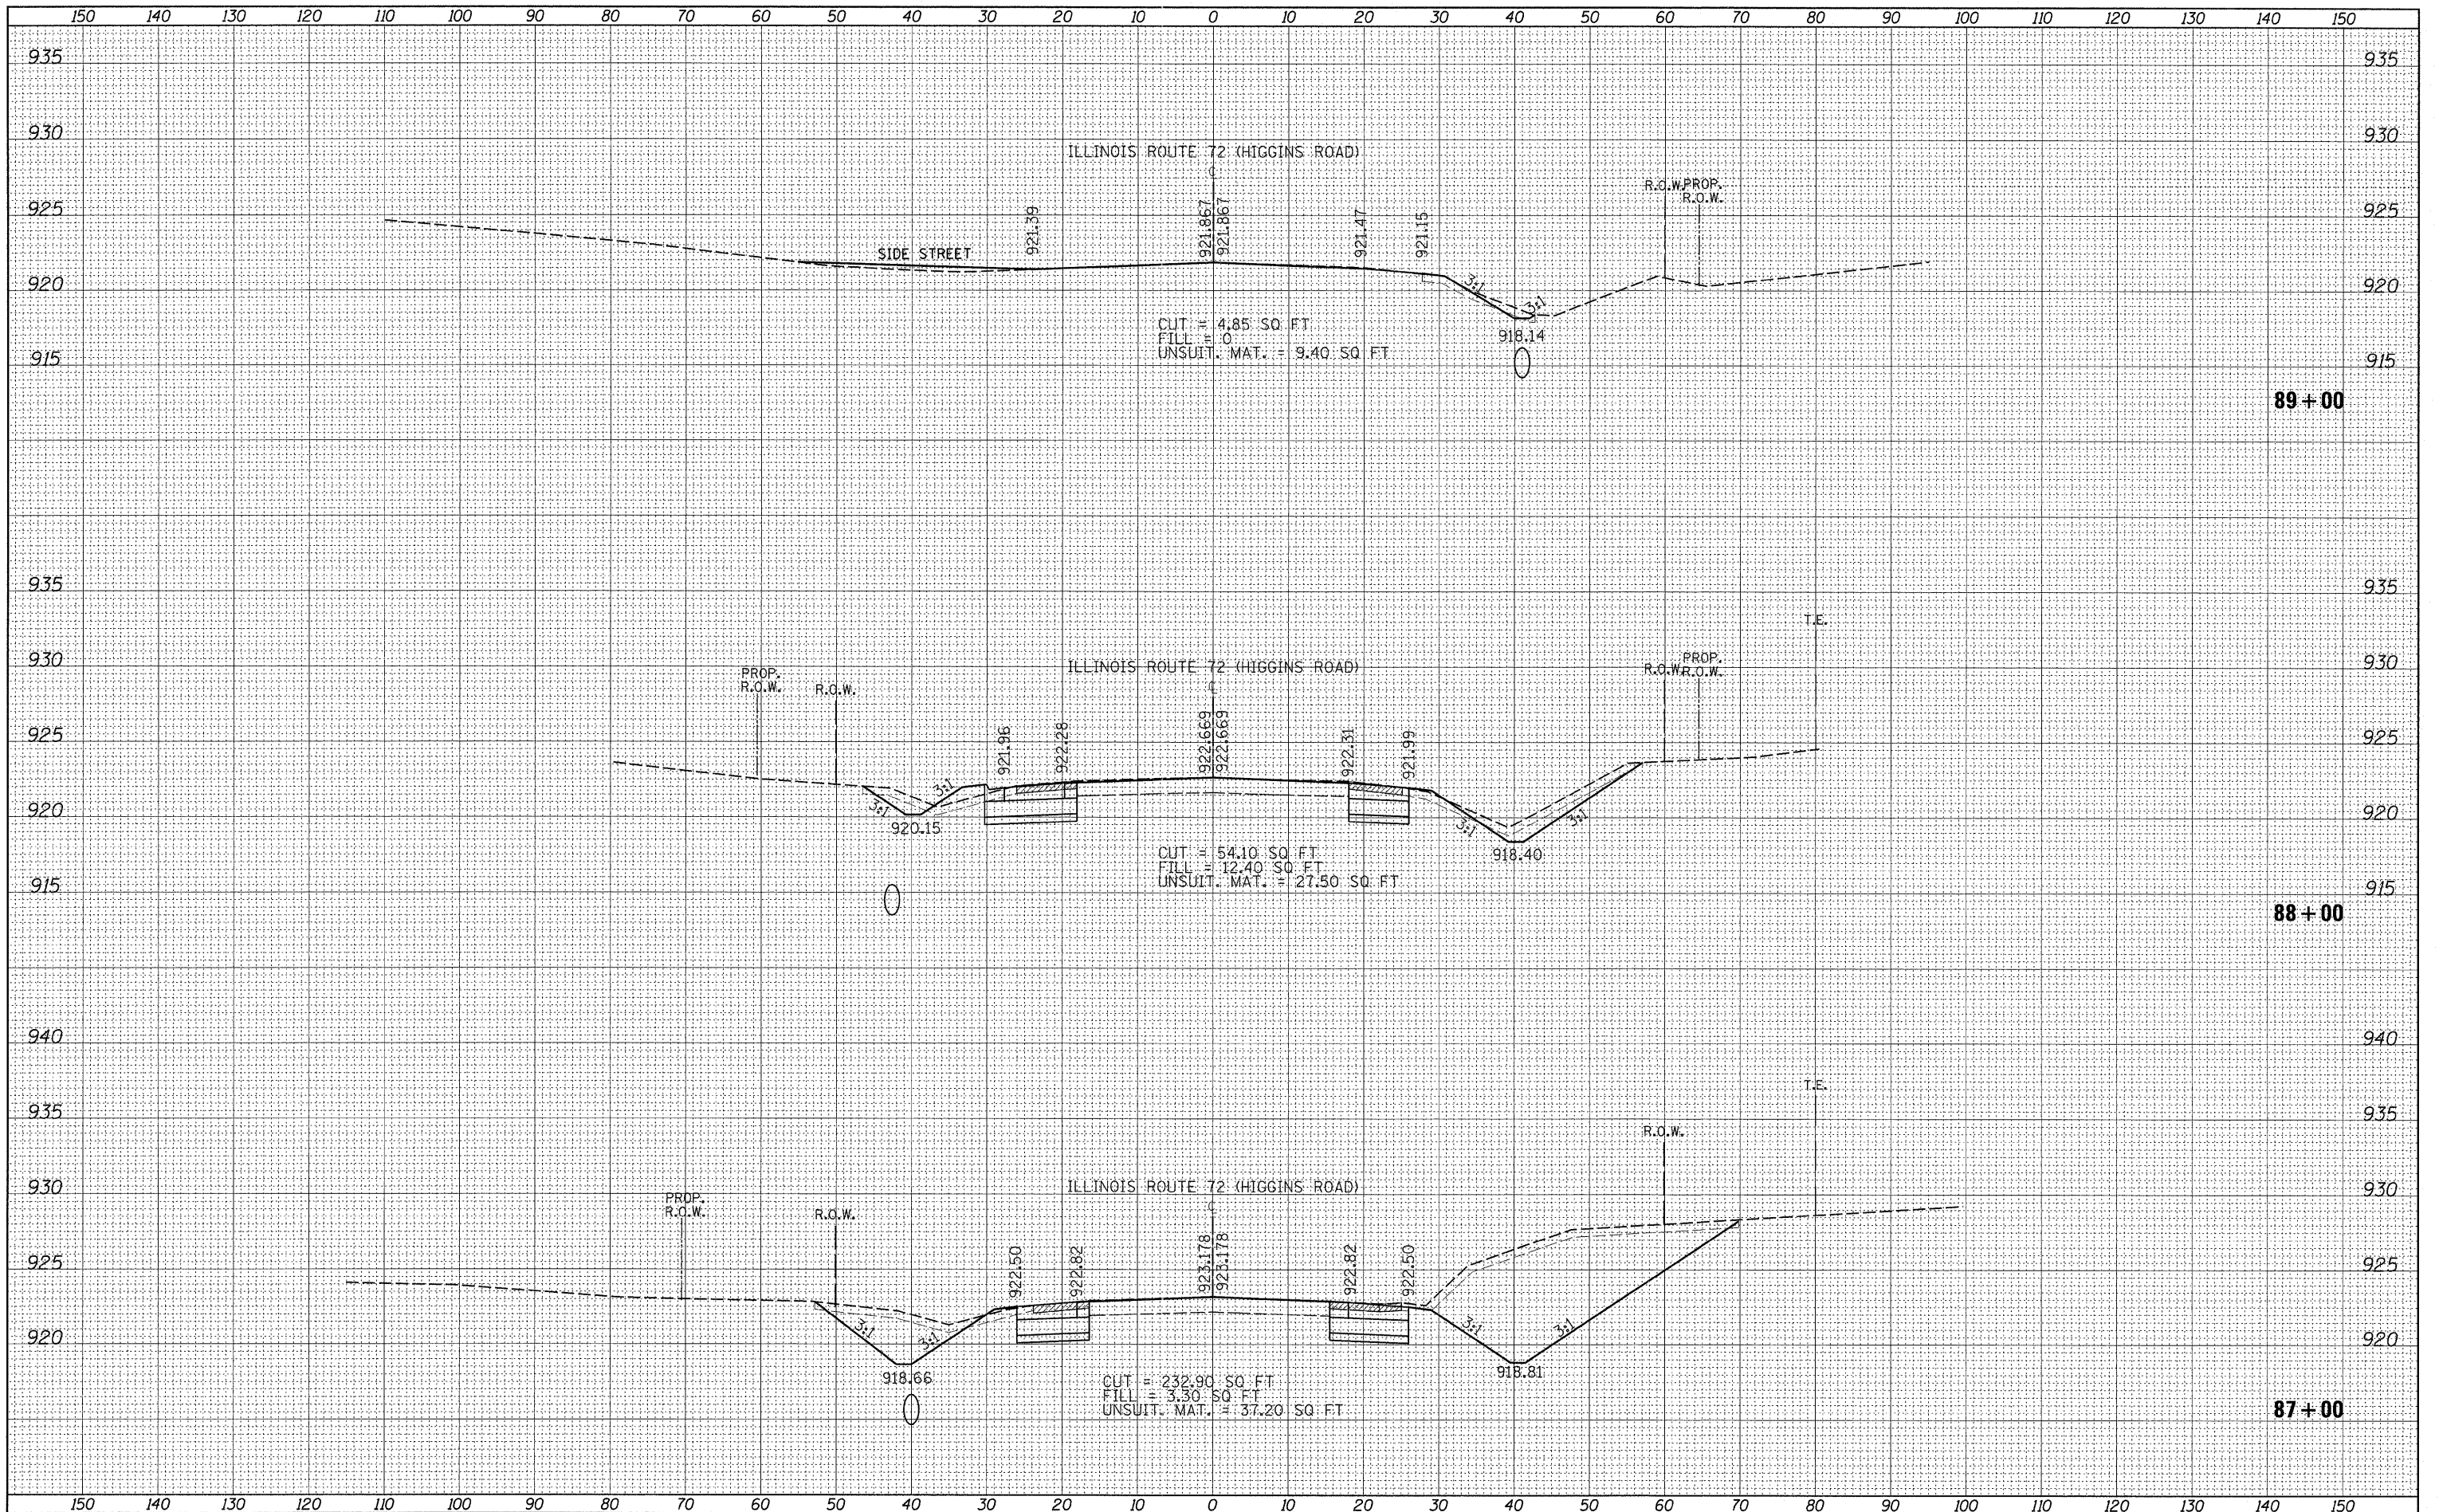 150 140 130 120 110 100 90 80 70 60 50 40 30 20 10 0 10 20 30 40 50 60 70 80 90 100 110 120 130 140 150
935 935
930 930
ILLINOIS ROUTE 72 (HIGGINS ROAD)
℄
R.O.W. PROP.
R.O.W.
925 925
921.39 921.867 921.867 921.47 921.15
SIDE STREET
920 920
3:1 3:1
CUT = 4.85 SQ FT
FILL = 0
UNSUIT. MAT. = 9.40 SQ FT
918.14
915 915
89+00
935 935
T.E.
930 930
ILLINOIS ROUTE 72 (HIGGINS ROAD)
℄
PROP.
R.O.W. R.O.W.
R.O.W. PROP.
R.O.W.
925 925
921.96 922.28 922.669 922.669 922.31 921.99
3:1 3:1 3:1 3:1
920 920
920.15
918.40
CUT = 54.10 SQ FT
FILL = 12.40 SQ FT
UNSUIT. MAT. = 27.50 SQ FT
915 915
88+00
940 940
T.E.
935 935
R.O.W.
930 930
ILLINOIS ROUTE 72 (HIGGINS ROAD)
℄
PROP.
R.O.W. R.O.W.
925 925
922.50 922.82 923.178 923.178 922.82 922.50
3:1 3:1 3:1 3:1
920 920
918.66
918.81
CUT = 232.90 SQ FT
FILL = 3.30 SQ FT
UNSUIT. MAT. = 37.20 SQ FT
87+00
150 140 130 120 110 100 90 80 70 60 50 40 30 20 10 0 10 20 30 40 50 60 70 80 90 100 110 120 130 140 150